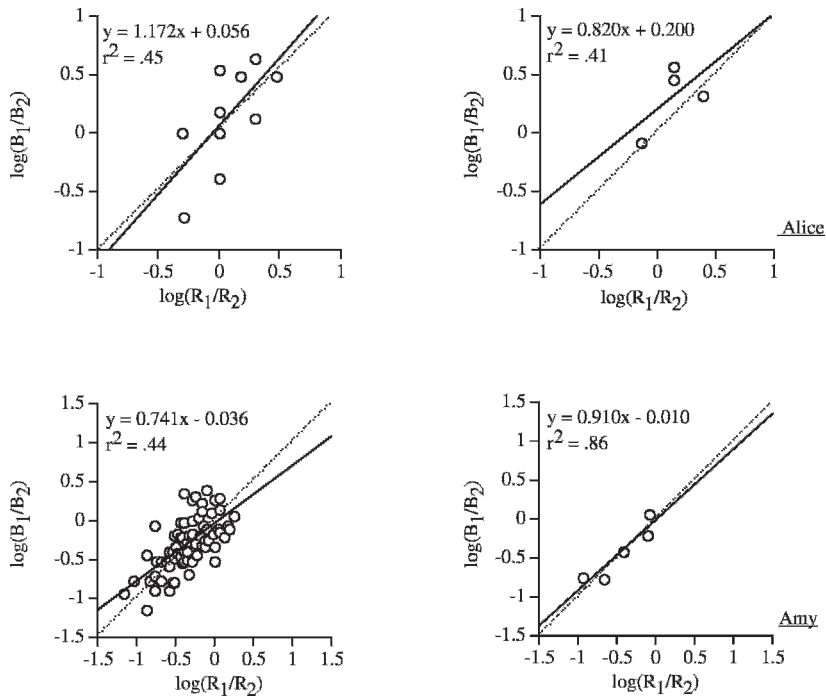 y = 1.172x + 0.056
r² = .45
log(B₁/B₂)
1
0.5
0
-0.5
-1
-1 -0.5 0 0.5 1
log(R₁/R₂)
y = 0.820x + 0.200
r² = .41
log(B₁/B₂)
1
0.5
0
-0.5
-1
-1 -0.5 0 0.5 1
log(R₁/R₂)
Alice
y = 0.741x - 0.036
r² = .44
log(B₁/B₂)
1.5
1
0.5
0
-0.5
-1
-1.5
-1.5 -1 -0.5 0 0.5 1 1.5
log(R₁/R₂)
y = 0.910x - 0.010
r² = .86
log(B₁/B₂)
1.5
1
0.5
0
-0.5
-1
-1.5
-1.5 -1 -0.5 0 0.5 1 1.5
log(R₁/R₂)
Amy